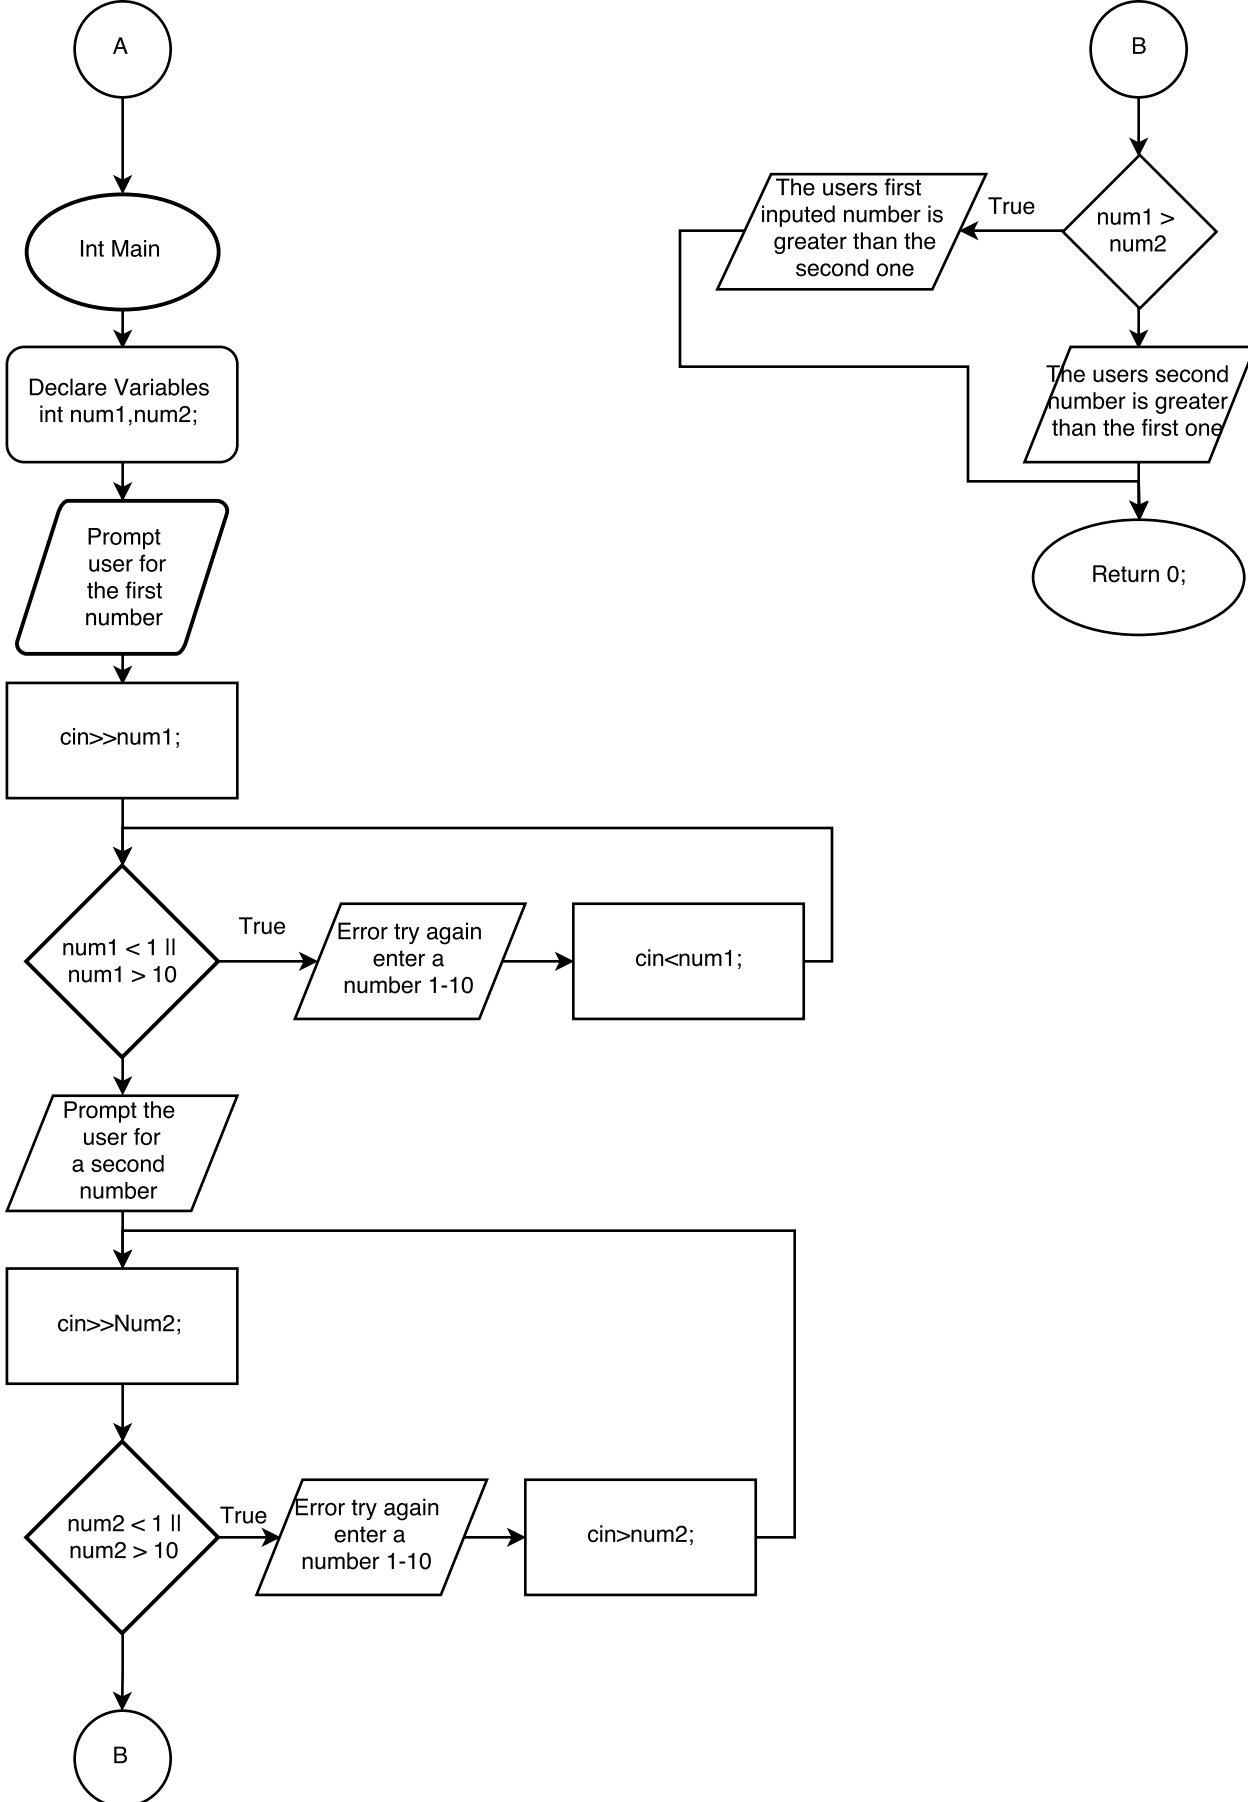 A
Int Main
Declare Variables
int num1,num2;
Prompt
user for
the first
number
cin>>num1;
num1 < 1 ||
num1 > 10
True
Error try again
enter a
number 1-10
cin<num1;
Prompt the
user for
a second
number
cin>>Num2;
num2 < 1 ||
num2 > 10
True
Error try again
enter a
number 1-10
cin>num2;
B
B
num1 >
num2
True
The users first
inputed number is
greater than the
second one
The users second
number is greater
than the first one
Return 0;